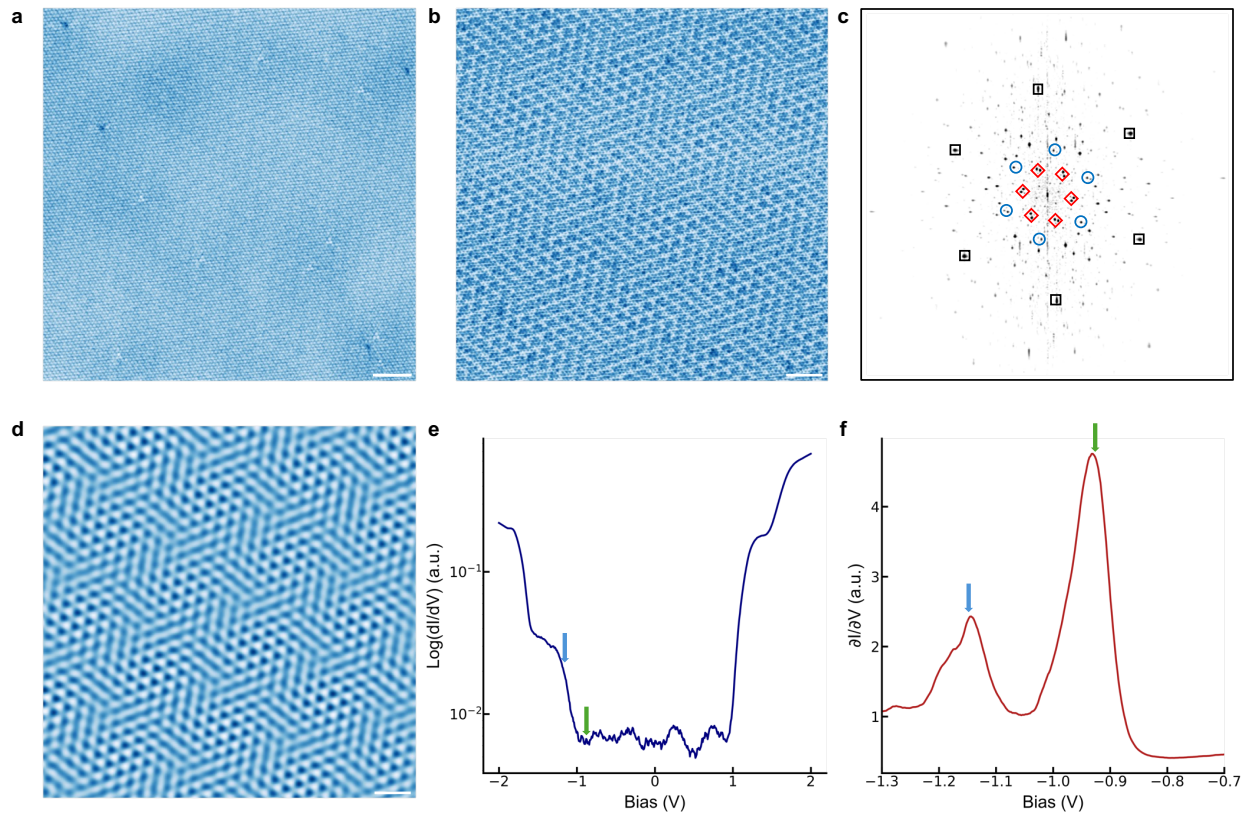 a
b
c
d
e
Log(dI/dV) (a.u.)
10⁻¹
10⁻²
−2
−1
0
1
2
Bias (V)
f
∂I/∂V (a.u.)
4
3
2
1
−1.3
−1.2
−1.1
−1.0
−0.9
−0.8
−0.7
Bias (V)